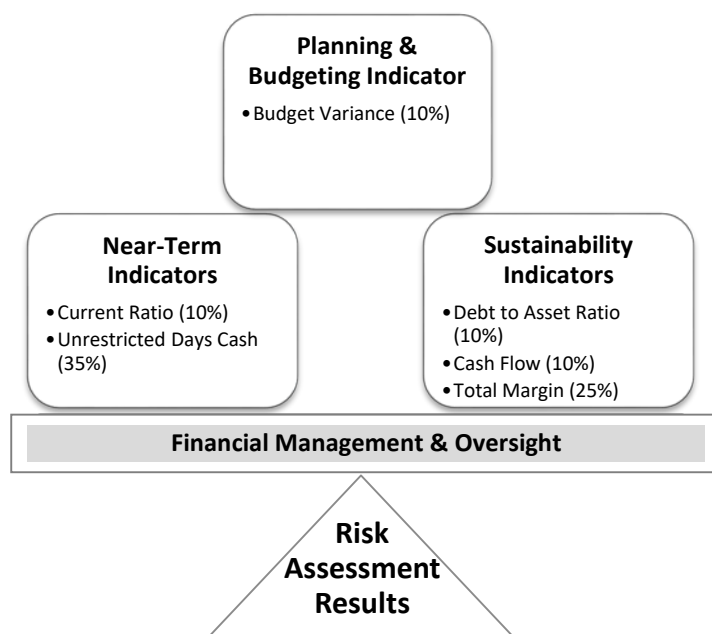 Planning &
Budgeting Indicator
•Budget Variance (10%)
Near-Term
Indicators
•Current Ratio (10%)
•Unrestricted Days Cash
(35%)
Sustainability
Indicators
•Debt to Asset Ratio
(10%)
•Cash Flow (10%)
•Total Margin (25%)
Financial Management & Oversight
Risk
Assessment
Results